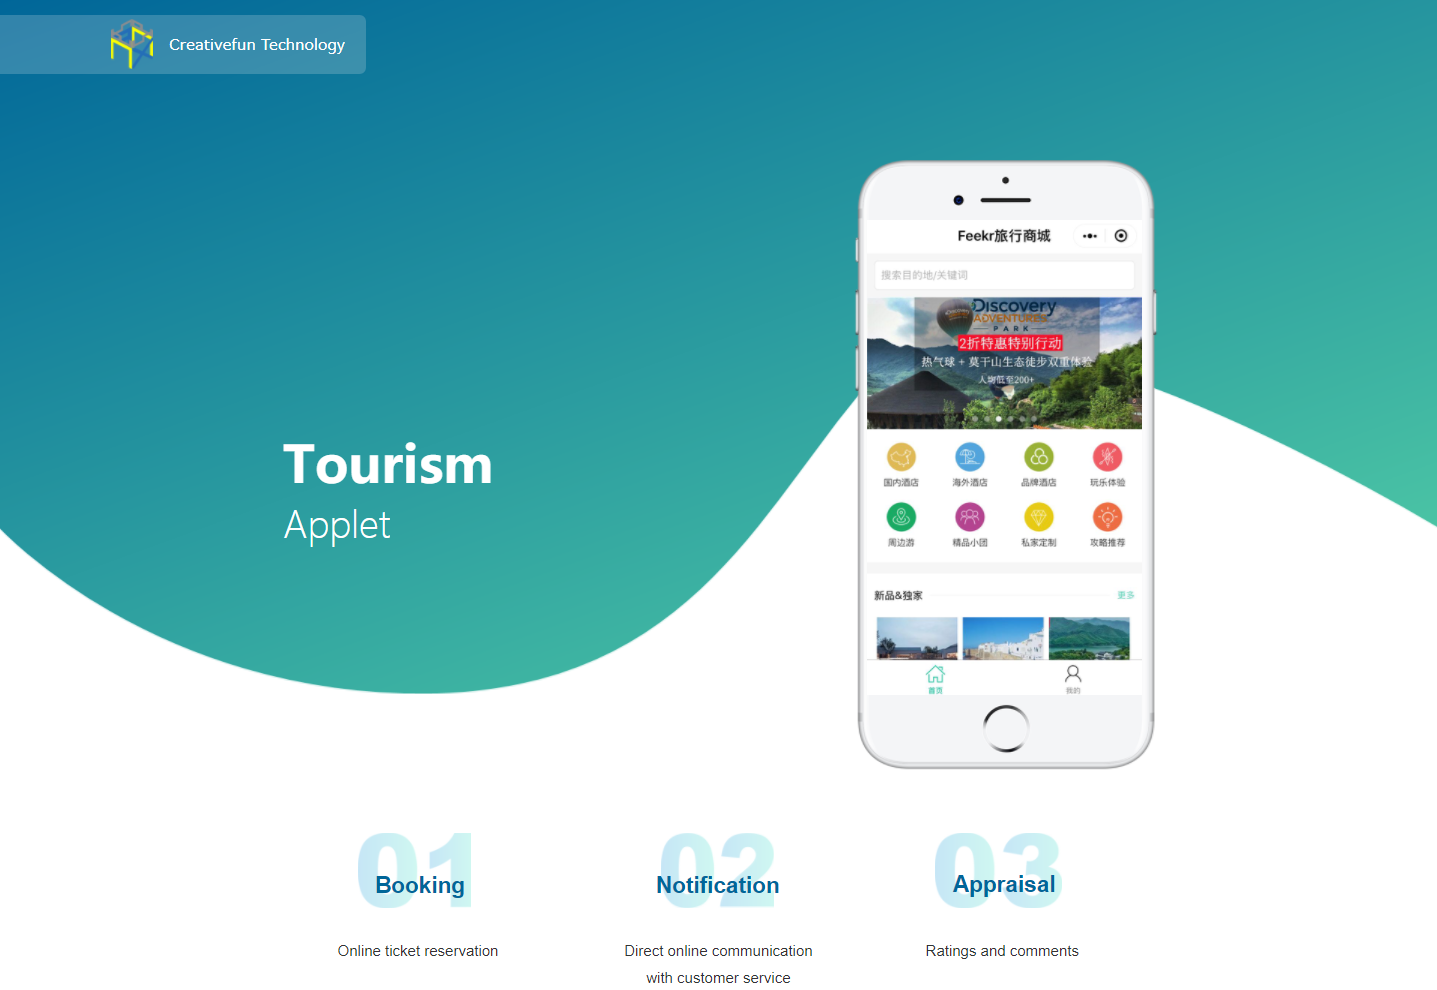 Creativefun Technology
Feekr旅行商城
搜索目的地/关键词
Discovery
ADVENTURES
PARK
2折特惠特别行动
热气球 + 莫干山生态徒步双重体验
人均低至200+
Tourism
Applet
国内酒店 海外酒店 品牌酒店 玩乐体验
周边游 精品小团 私家定制 攻略推荐
新品&独家 更多
首页 我的
01 02 03
Booking Notification Appraisal
Online ticket reservation
Direct online communication
with customer service
Ratings and comments